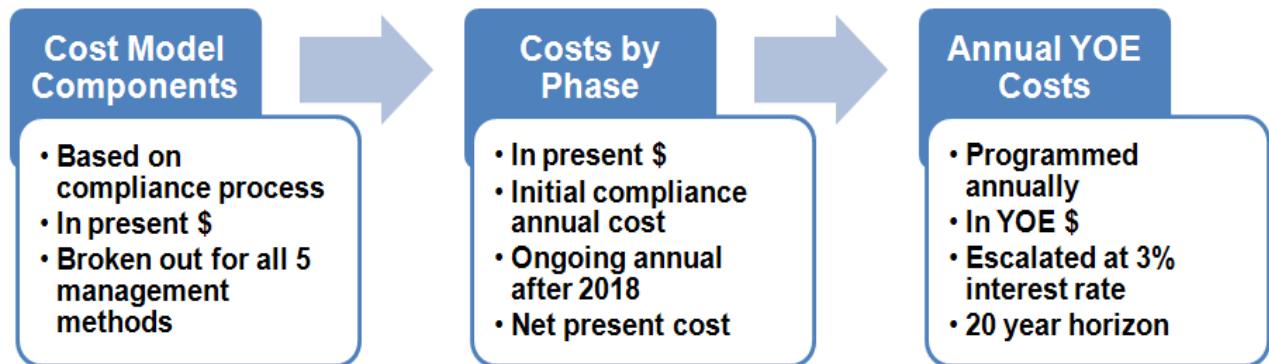 Cost Model
Components
• Based on
compliance process
• In present $
• Broken out for all 5
management
methods
Costs by
Phase
• In present $
• Initial compliance
annual cost
• Ongoing annual
after 2018
• Net present cost
Annual YOE
Costs
• Programmed
annually
• In YOE $
• Escalated at 3%
interest rate
• 20 year horizon